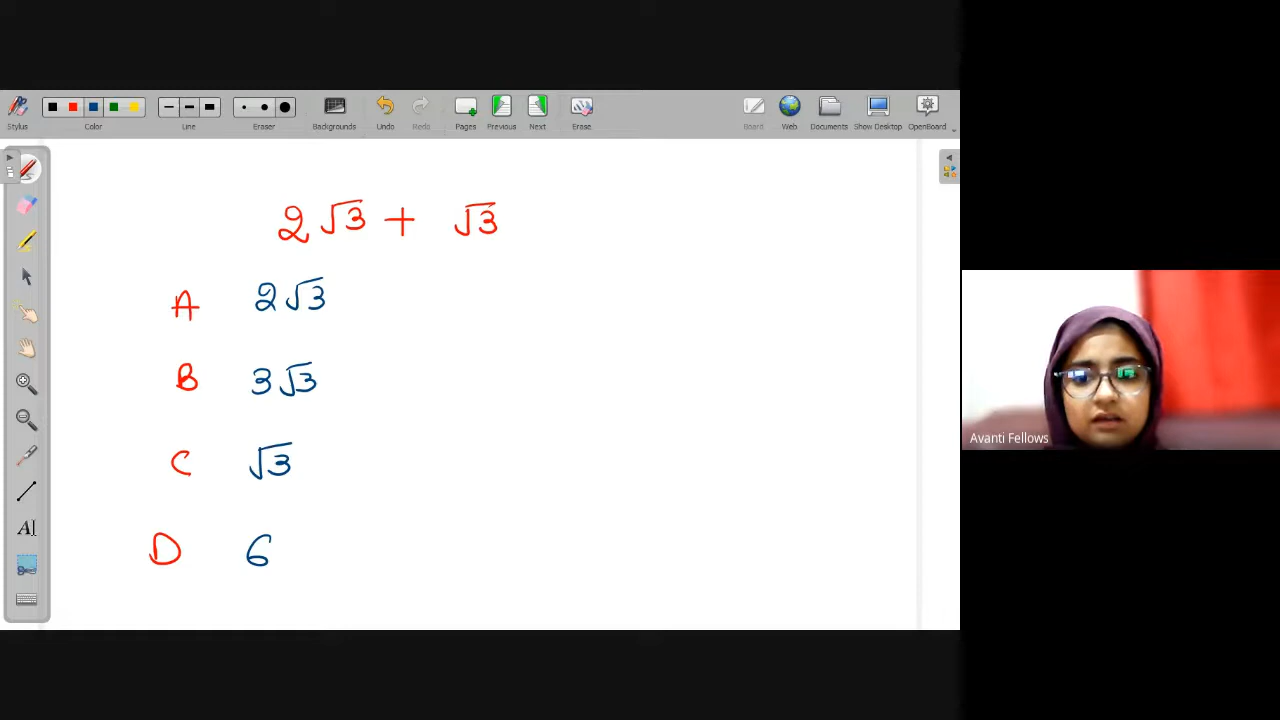 Stylus Color Line Eraser Backgrounds Undo Redo Pages Previous Next Erase Board Web Documents Show Desktop OpenBoard
2√3 + √3
A 2√3
B 3√3
C √3
D 6
A
Avanti Fellows